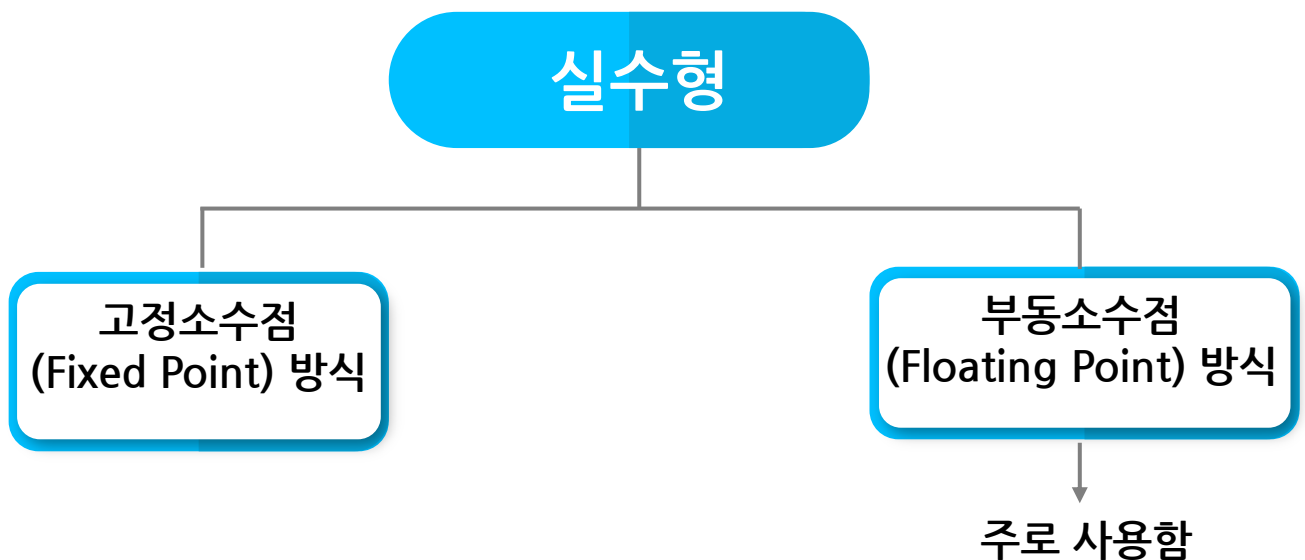 실수형
고정소수점
(Fixed Point) 방식
부동소수점
(Floating Point) 방식
주로 사용함